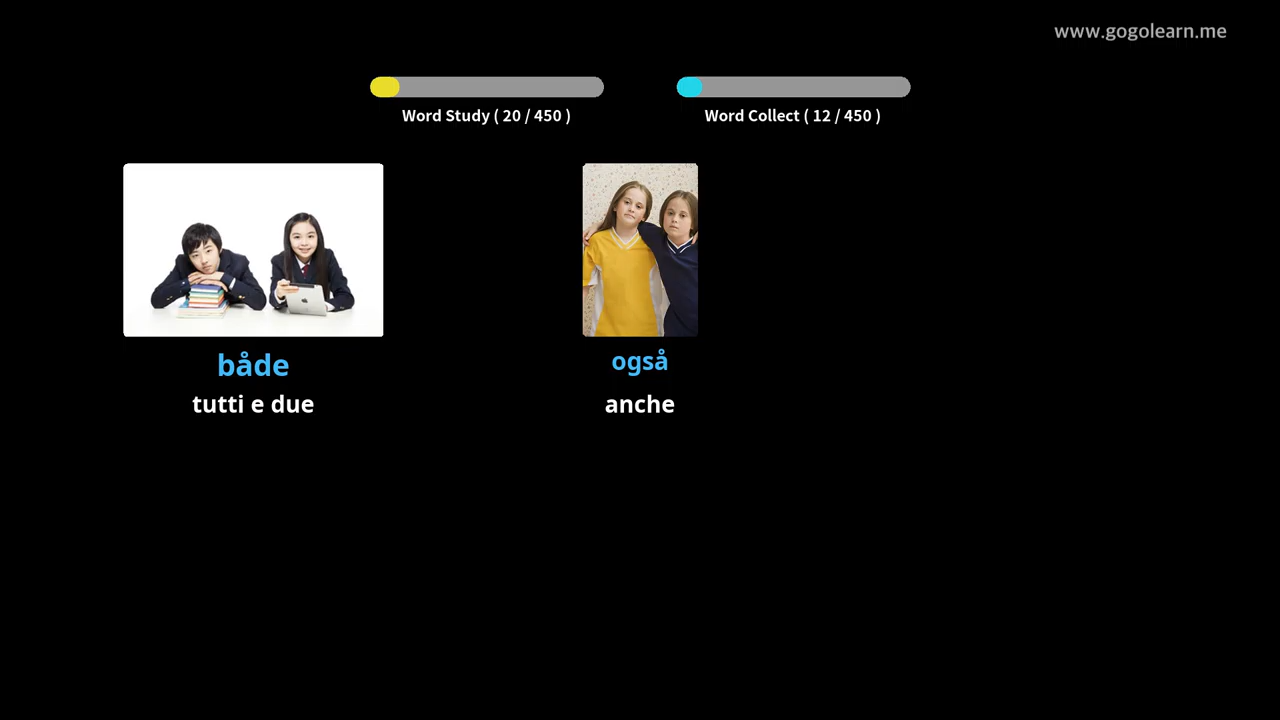 www.gogolearn.me
Word Study ( 20 / 450 )
Word Collect ( 12 / 450 )
både
tutti e due
også
anche